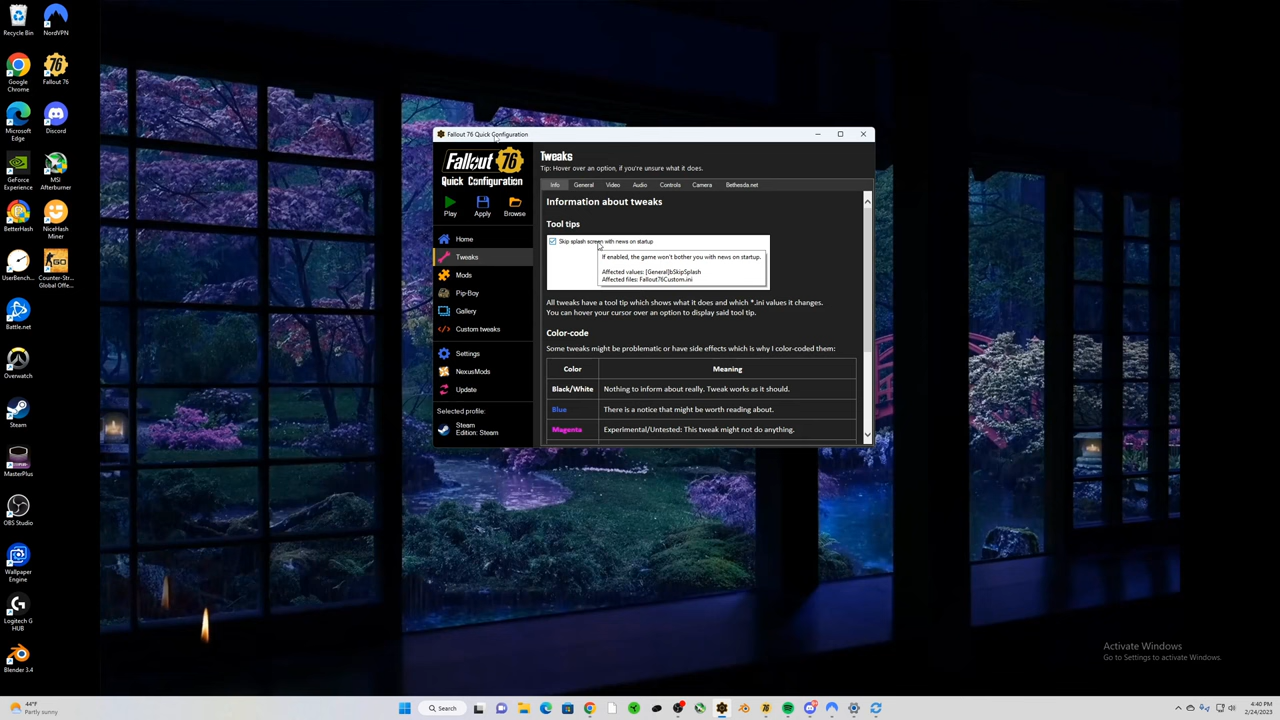 Recycle Bin
NordVPN
Google
Chrome
Fallout 76
Microsoft
Edge
Discord
GeForce
Experience
MSI
Afterburner
BetterHash
NiceHash
Miner
UserBench...
Counter-Str...
Global Offe...
Battle.net
Overwatch
Steam
MasterPlus
OBS Studio
Wallpaper
Engine
Logitech G
HUB
Blender 3.4
Fallout 76 Quick Configuration
Fallout 76
Quick Configuration
Play
Apply
Browse
Home
Tweaks
Mods
Pip-Boy
Gallery
Custom tweaks
Settings
NexusMods
Update
Selected profile:
Steam
Edition: Steam
Tweaks
Tip: Hover over an option, if you're unsure what it does.
Info General Video Audio Controls Camera Bethesda.net
Information about tweaks
Tool tips
Skip splash screen with news on startup
If enabled, the game won't bother you with news on startup.
Affected values: [General]bSkipSplash
Affected files: Fallout76Custom.ini
All tweaks have a tool tip which shows what it does and which *.ini values it changes.
You can hover your cursor over an option to display said tool tip.
Color-code
Some tweaks might be problematic or have side effects which is why I color-coded them:
Color Meaning
Black/White Nothing to inform about really. Tweak works as it should.
Blue There is a notice that might be worth reading about.
Magenta Experimental/Untested: This tweak might not do anything.
Activate Windows
Go to Settings to activate Windows.
44°F
Partly sunny
Search
4:40 PM
2/24/2023